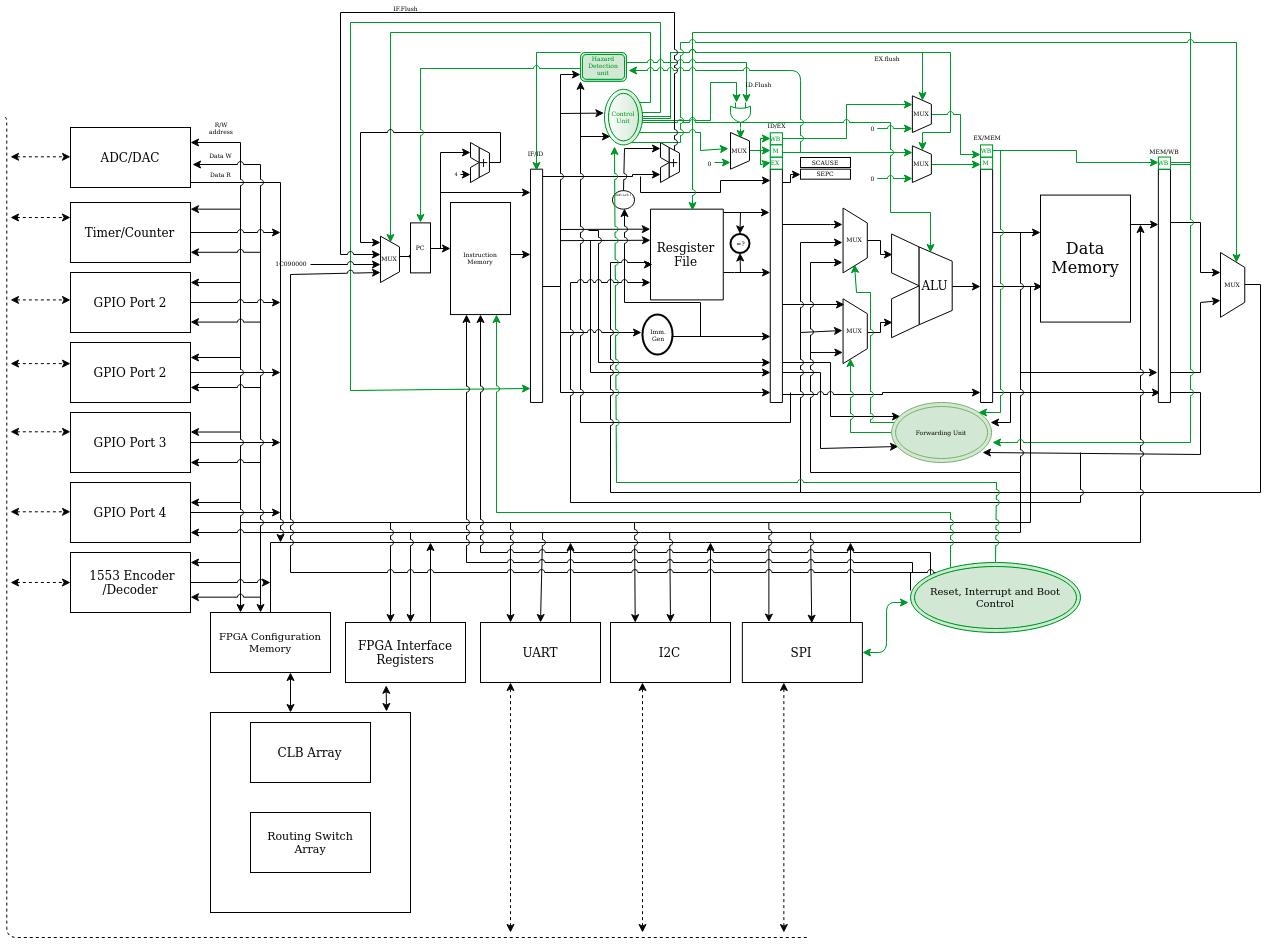 IF.Flush
Hazard
Detection
unit
EX.flush
ID.Flush
Control
Unit
MUX
0
ID/EX
WB
M
EX
MUX
0
MUX
0
SCAUSE
SEPC
EX/MEM
WB
M
MEM/WB
WB
R/W
address
Data W
Data R
ADC/DAC
Timer/Counter
GPIO Port 2
GPIO Port 2
GPIO Port 3
GPIO Port 4
1553 Encoder
/Decoder
+
4
IF/ID
+
1C090000
MUX
PC
Instruction
Memory
Resgister
File
=?
Imm.
Gen
MUX
MUX
ALU
Data
Memory
MUX
Forwarding Unit
Reset, Interrupt and Boot
Control
FPGA Configuration
Memory
FPGA Interface
Registers
UART
I2C
SPI
CLB Array
Routing Switch
Array